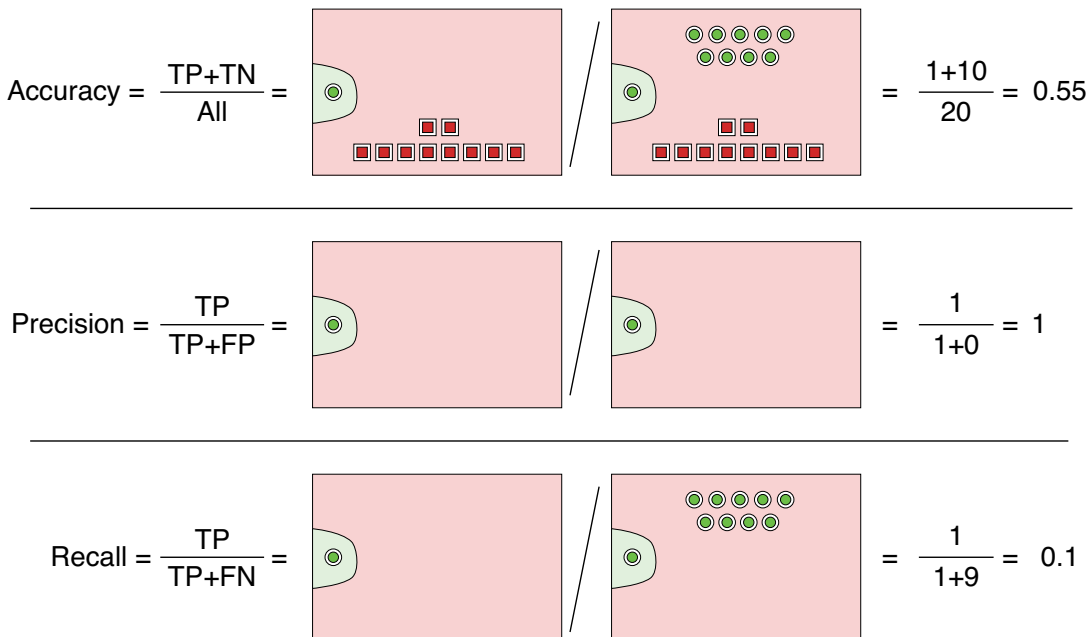 Accuracy = TP+TN / All = / = 1+10 / 20 = 0.55
Precision = TP / TP+FP = / = 1 / 1+0 = 1
Recall = TP / TP+FN = / = 1 / 1+9 = 0.1